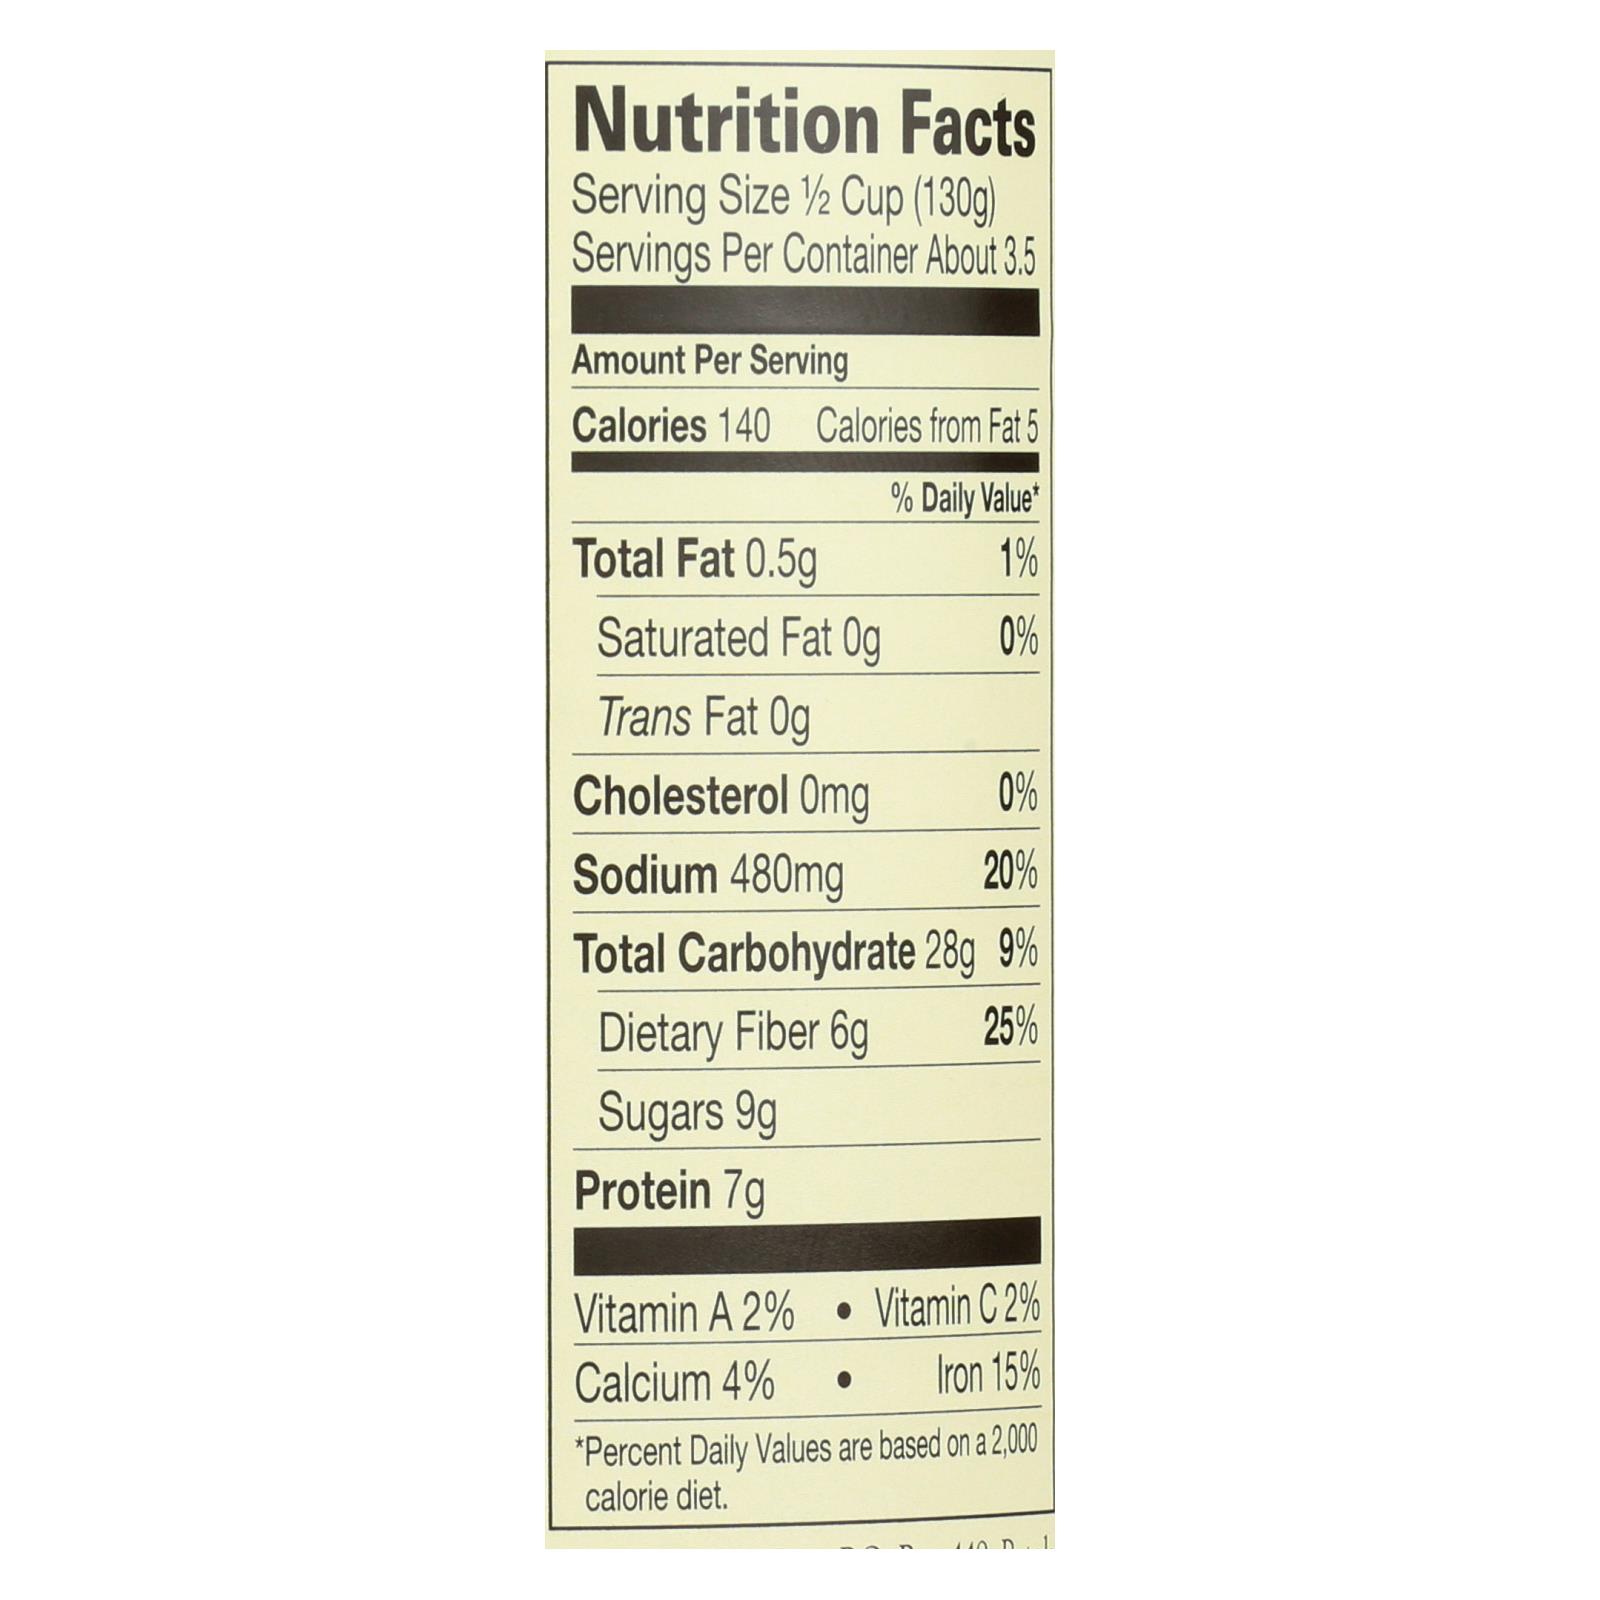 Nutrition Facts
Serving Size ½ Cup (130g)
Servings Per Container About 3.5
Amount Per Serving
Calories 140 Calories from Fat 5
% Daily Value*
Total Fat 0.5g 1%
Saturated Fat 0g 0%
Trans Fat 0g
Cholesterol 0mg 0%
Sodium 480mg 20%
Total Carbohydrate 28g 9%
Dietary Fiber 6g 25%
Sugars 9g
Protein 7g
Vitamin A 2% • Vitamin C 2%
Calcium 4% • Iron 15%
*Percent Daily Values are based on a 2,000
calorie diet.